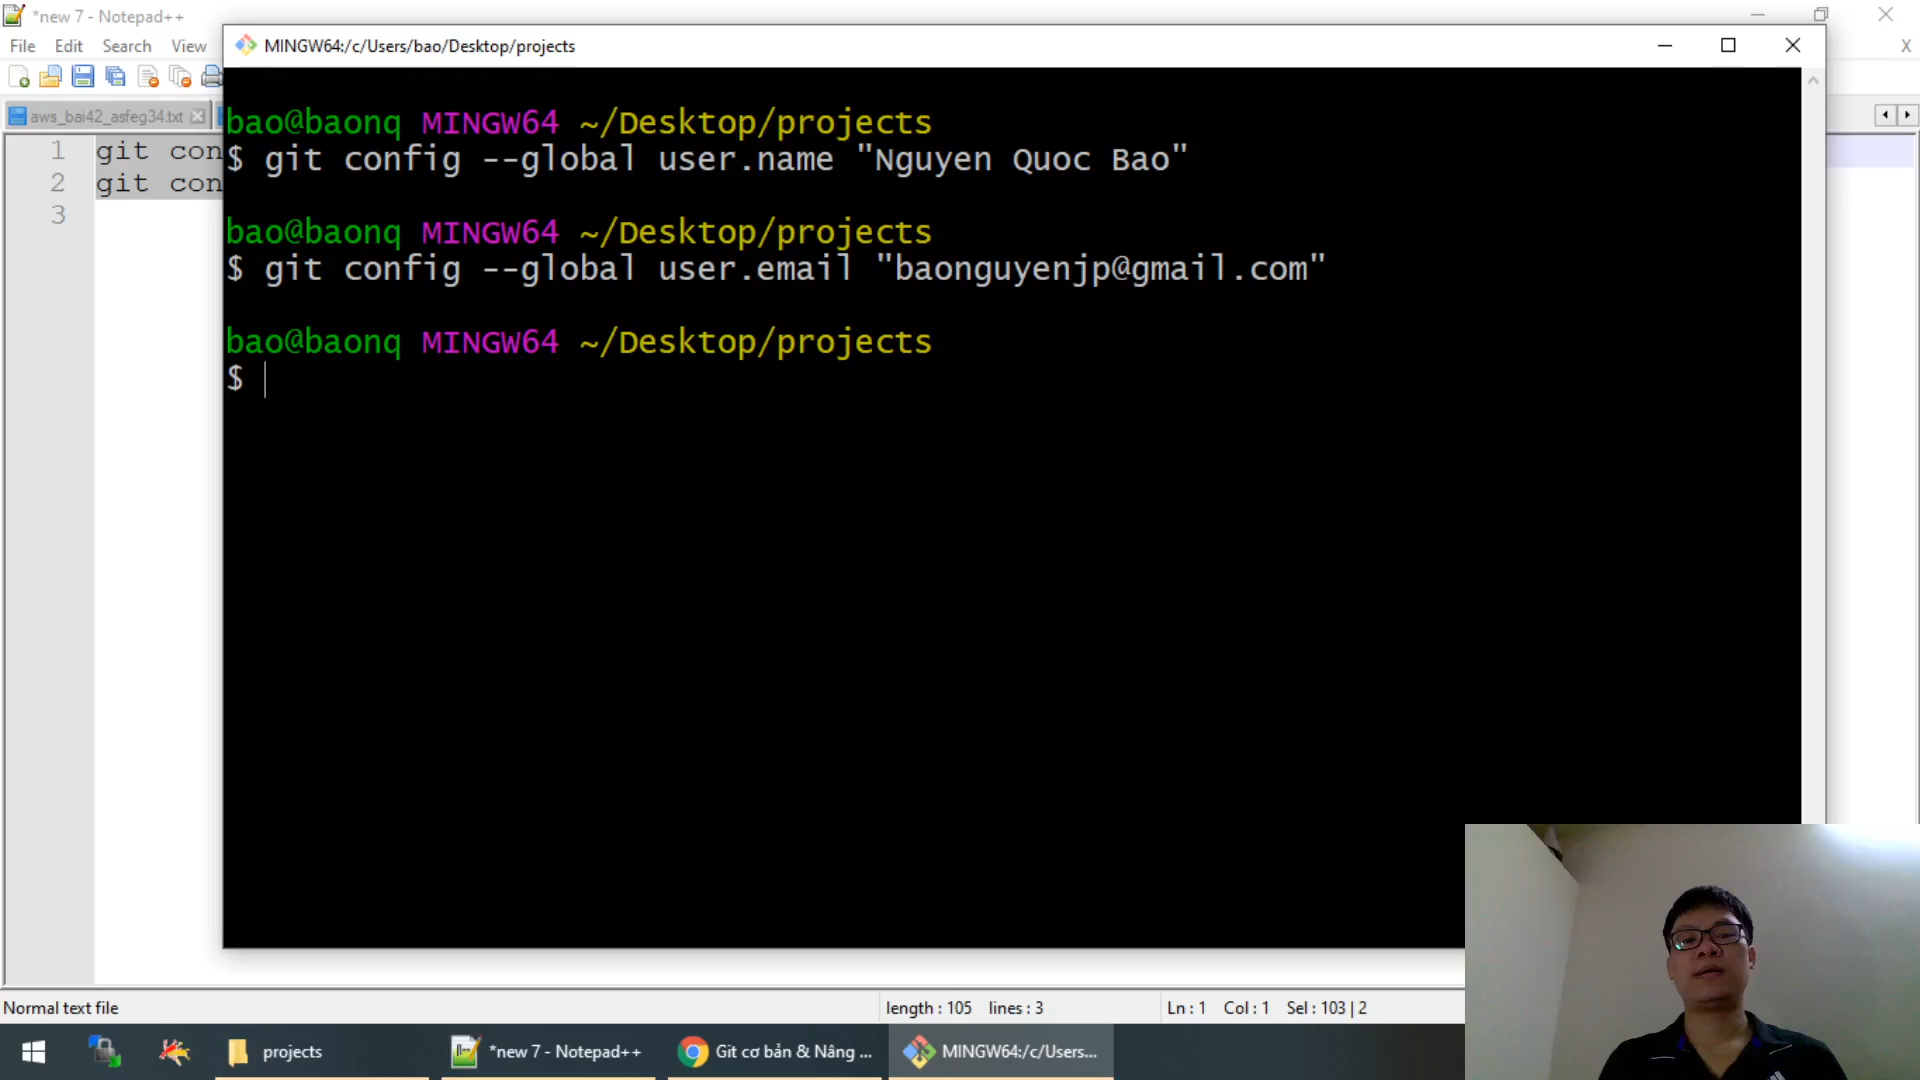 *new 7 - Notepad++
File Edit Search View
X
MINGW64:/c/Users/bao/Desktop/projects
aws_bai42_asfeg34.txt
1 git con
2 git con
3
bao@baonq MINGW64 ~/Desktop/projects
$ git config --global user.name "Nguyen Quoc Bao"
bao@baonq MINGW64 ~/Desktop/projects
$ git config --global user.email "baonguyenjp@gmail.com"
bao@baonq MINGW64 ~/Desktop/projects
$
Normal text file
length : 105 lines : 3
Ln : 1 Col : 1 Sel : 103 | 2
projects
*new 7 - Notepad++
Git cơ bản & Nâng ...
MINGW64:/c/Users...